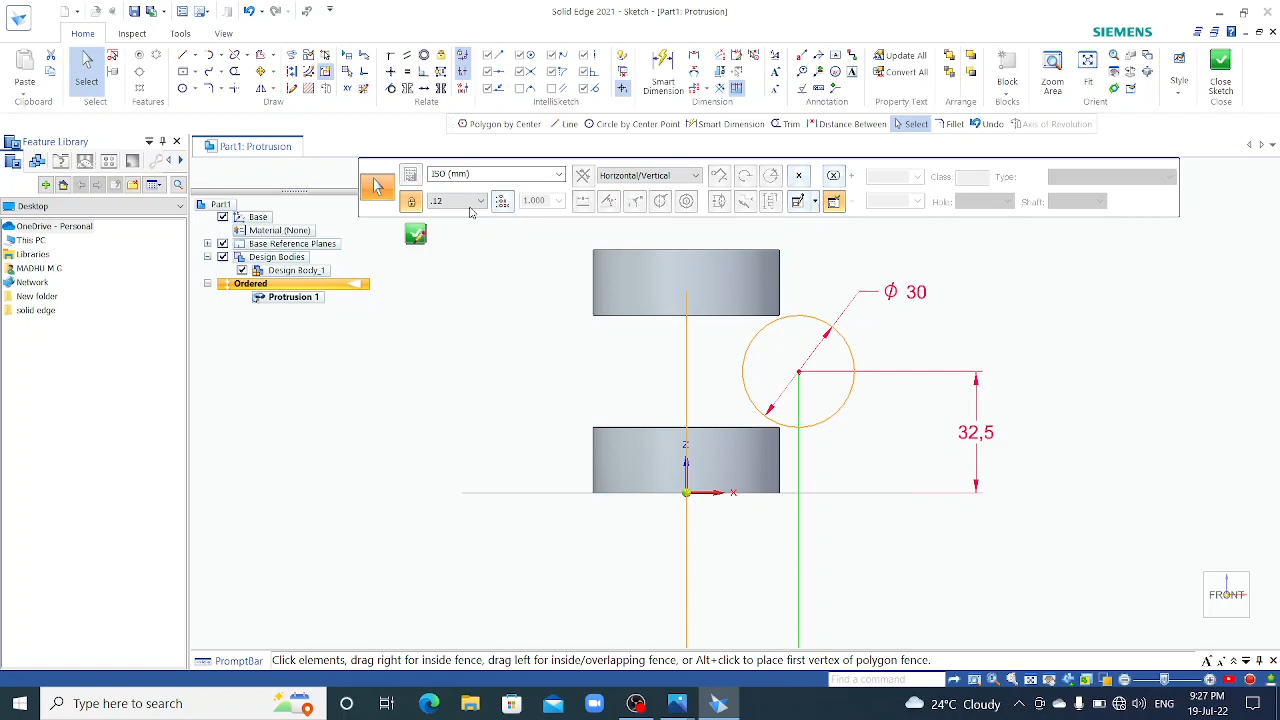 Solid Edge 2021 - Sketch - [Part1: Protrusion]
Home
Inspect
Tools
View
SIEMENS
Paste
Clipboard
Select
Select
Features
Draw
Relate
IntelliSketch
Smart
Dimension
Dimension
Annotation
Update All
Convert All
Property Text
Arrange
Block
Blocks
Zoom
Area
Fit
Orient
Style
Close
Sketch
Close
Polygon by Center
Line
Circle by Center Point
Smart Dimension
Trim
Distance Between
Select
Fillet
Undo
Axis of Revolution
Feature Library
Part1: Protrusion
ISO (mm)
Horizontal/Vertical
Class:
Type:
.12
1.000
Hole:
Shaft:
Desktop
OneDrive - Personal
This PC
Libraries
MADHU M G
Network
New folder
solid edge
Part1
Base
Material (None)
Base Reference Planes
Design Bodies
Design Body_1
Ordered
Protrusion 1
Φ 30
32,5
Z
X
FRONT
PromptBar
Click elements, drag right for inside fence, drag left for inside/overlapping fence, or Alt+click to place first vertex of polygon fence.
Find a command
Type here to search
24°C Cloudy
ENG
9:27 PM
19-Jul-22